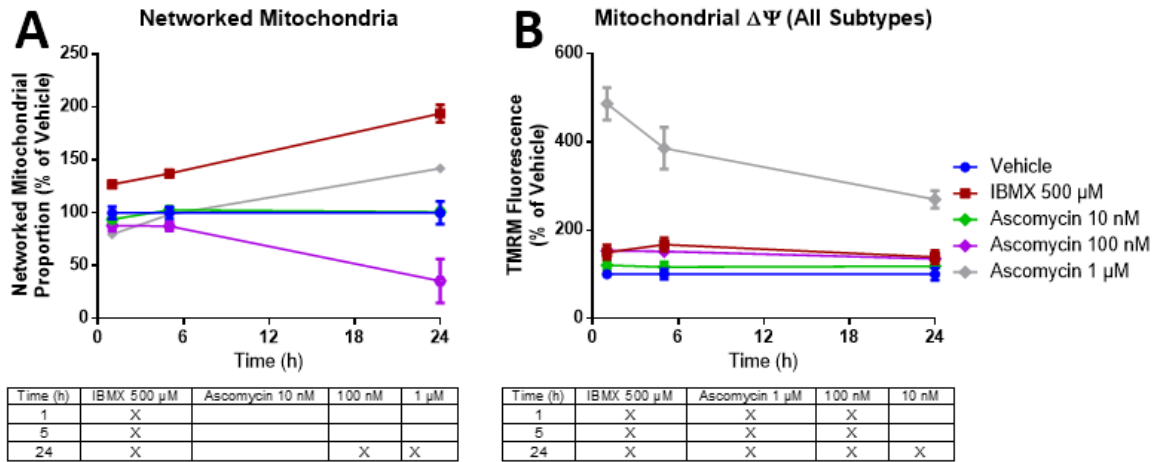 A
Networked Mitochondria
Networked Mitochondrial
Proportion (% of Vehicle)
250
200
150
100
50
0
0
6
12
18
24
Time (h)
B
Mitochondrial ΔΨ (All Subtypes)
TMRM Fluorescence
(% of Vehicle)
600
400
200
0
0
6
12
18
24
Time (h)
Vehicle
IBMX 500 µM
Ascomycin 10 nM
Ascomycin 100 nM
Ascomycin 1 µM
Time (h) IBMX 500 µM Ascomycin 10 nM 100 nM 1 µM
1 X
5 X
24 X X X
Time (h) IBMX 500 µM Ascomycin 1 µM 100 nM 10 nM
1 X X X
5 X X X
24 X X X X